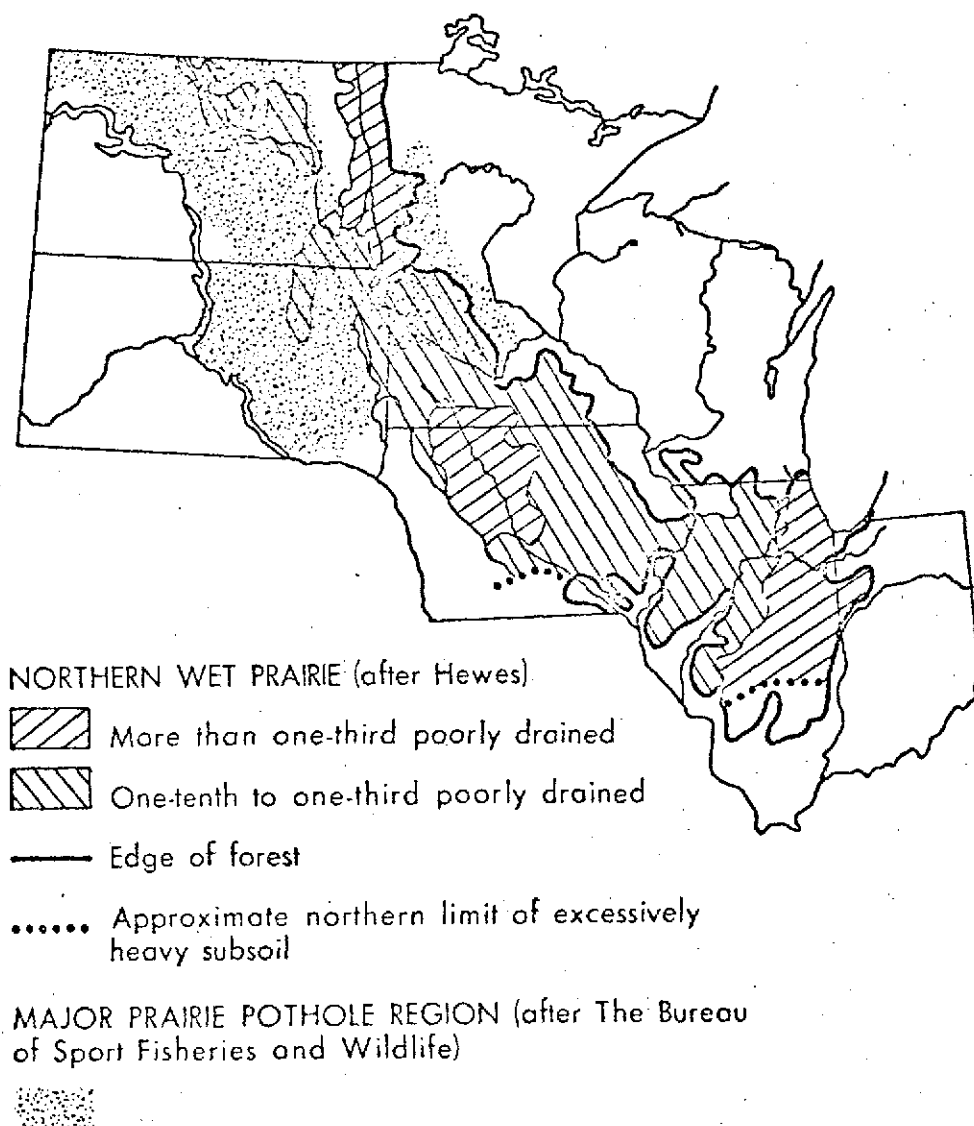 NORTHERN WET PRAIRIE (after Hewes)
More than one-third poorly drained
One-tenth to one-third poorly drained
Edge of forest
Approximate northern limit of excessively
heavy subsoil
MAJOR PRAIRIE POTHOLE REGION (after The Bureau
of Sport Fisheries and Wildlife)